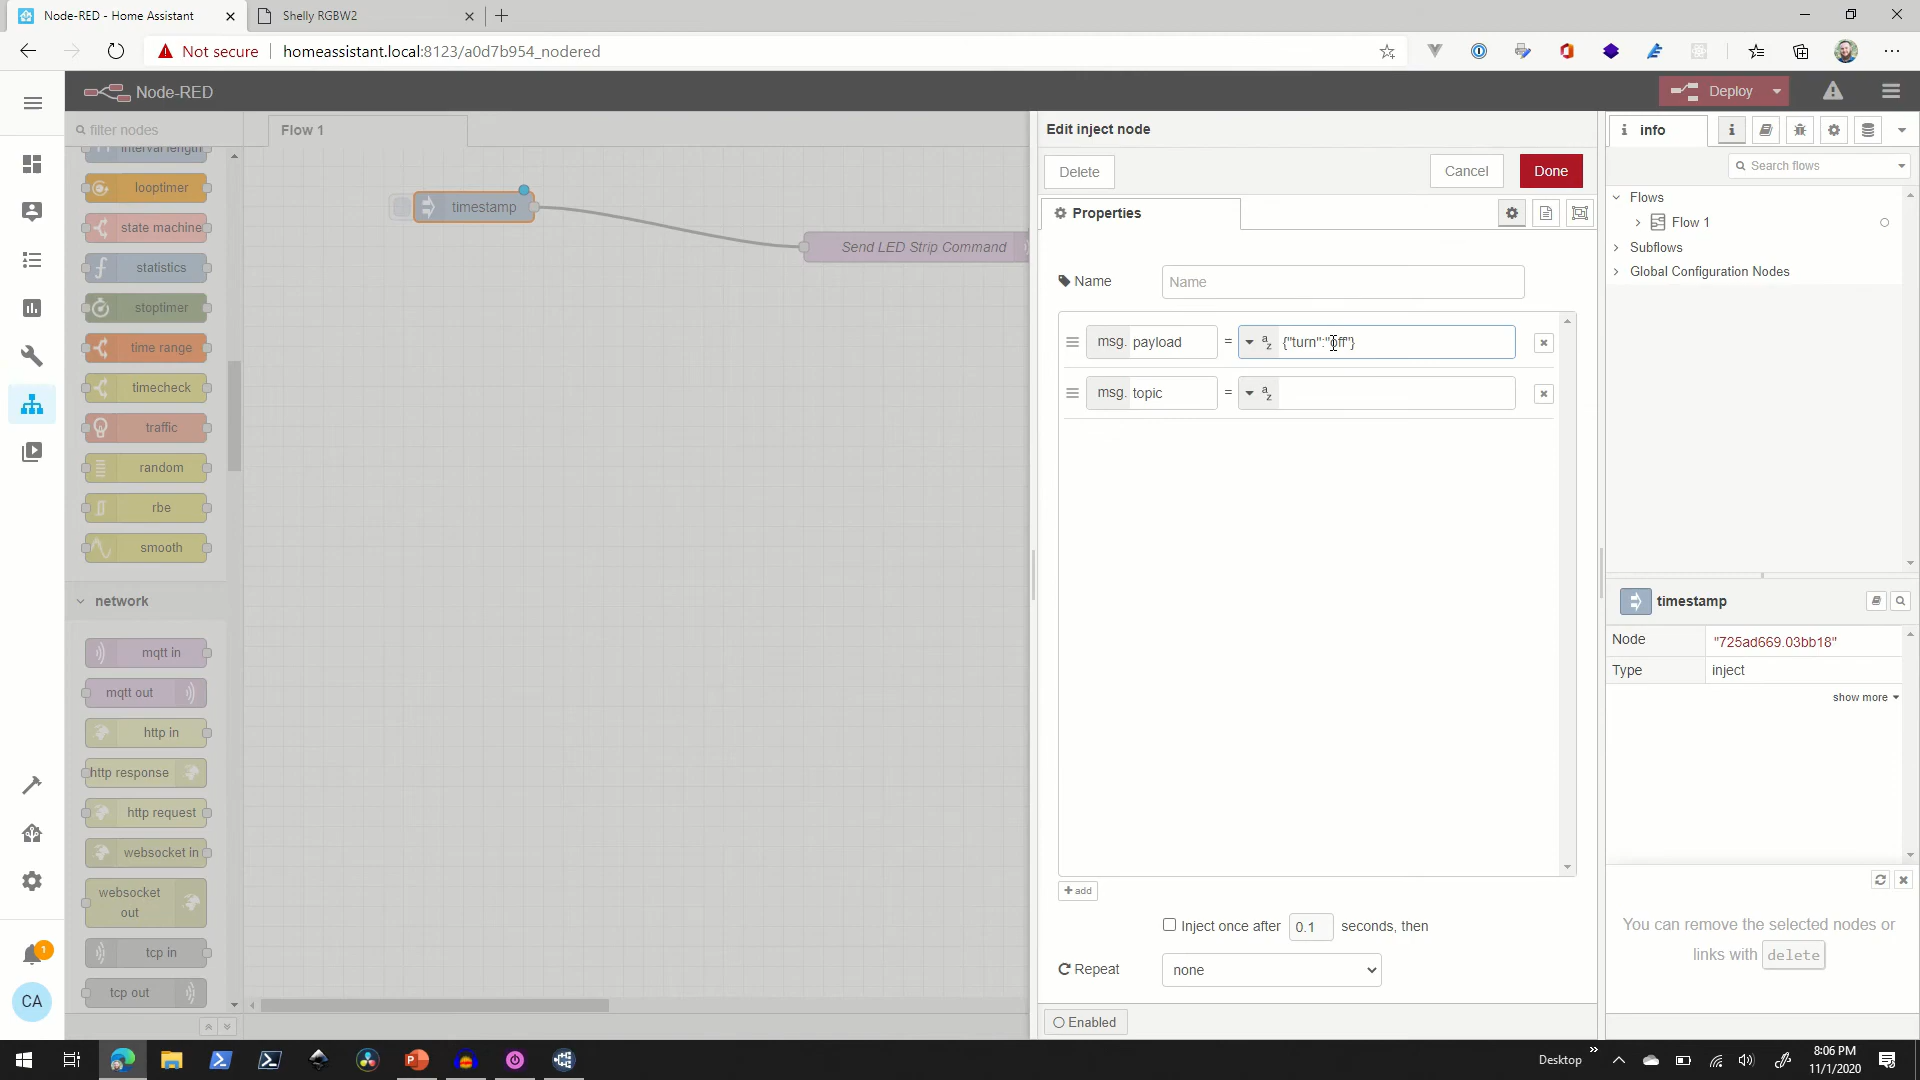 Node-RED - Home Assistant
Shelly RGBW2
Not secure
homeassistant.local:8123/a0d7b954_nodered
Node-RED
Deploy
filter nodes
Flow 1
Edit inject node
info
Delete
Cancel
Done
Search flows
interval length
looptimer
state machine
statistics
stoptimer
time range
timecheck
traffic
random
rbe
smooth
network
mqtt in
mqtt out
http in
http response
http request
websocket in
websocket
out
tcp in
tcp out
timestamp
Send LED Strip Command
Properties
Name
Name
msg. payload
=
a
z
{"turn":"off"}
msg. topic
=
a
z
add
Inject once after
0.1
seconds, then
Repeat
none
Enabled
Flows
Flow 1
Subflows
Global Configuration Nodes
timestamp
Node
"725ad669.03bb18"
Type
inject
show more
You can remove the selected nodes or
links with delete
1
CA
Desktop
8:06 PM
11/1/2020